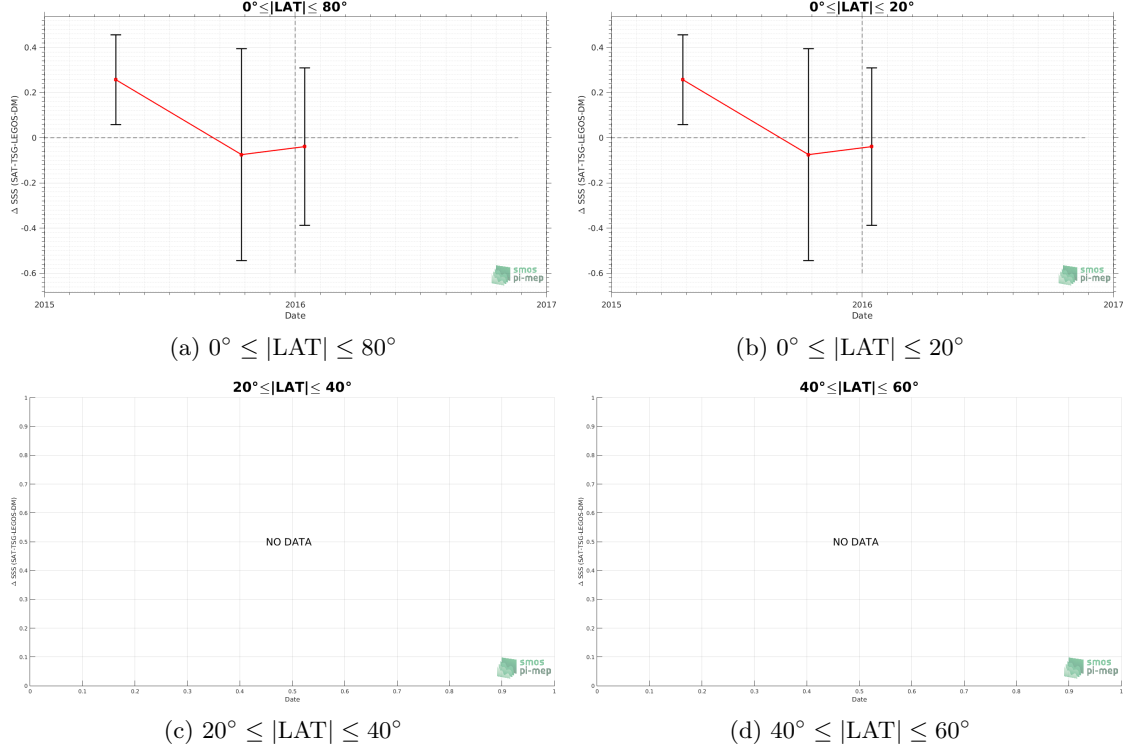 0°≤|LAT|≤ 80°
0.4
0.2
0
-0.2
-0.4
-0.6
Δ SSS (SAT-TSG-LEGOS-DM)
2015
2016
2017
Date
smos
pi-mep
(a) 0° ≤ |LAT| ≤ 80°
0°≤|LAT|≤ 20°
0.4
0.2
0
-0.2
-0.4
-0.6
Δ SSS (SAT-TSG-LEGOS-DM)
2015
2016
2017
Date
smos
pi-mep
(b) 0° ≤ |LAT| ≤ 20°
20°≤|LAT|≤ 40°
1
0.9
0.8
0.7
0.6
0.5
0.4
0.3
0.2
0.1
0
Δ SSS (SAT-TSG-LEGOS-DM)
NO DATA
0 0.1 0.2 0.3 0.4 0.5 0.6 0.7 0.8 0.9 1
Date
smos
pi-mep
(c) 20° ≤ |LAT| ≤ 40°
40°≤|LAT|≤ 60°
1
0.9
0.8
0.7
0.6
0.5
0.4
0.3
0.2
0.1
0
Δ SSS (SAT-TSG-LEGOS-DM)
NO DATA
0 0.1 0.2 0.3 0.4 0.5 0.6 0.7 0.8 0.9 1
Date
smos
pi-mep
(d) 40° ≤ |LAT| ≤ 60°